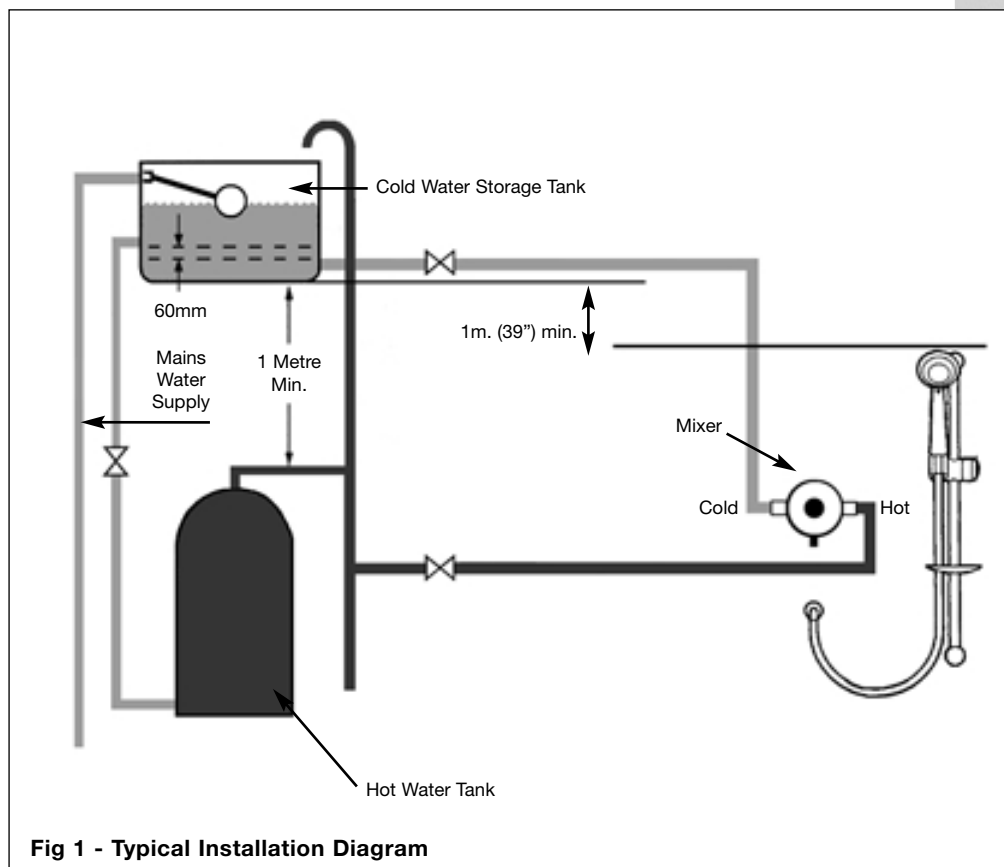 Cold Water Storage Tank
60mm
1m. (39”) min.
Mains
Water
Supply
1 Metre
Min.
Mixer
Cold
Hot
Hot Water Tank
Fig 1 - Typical Installation Diagram